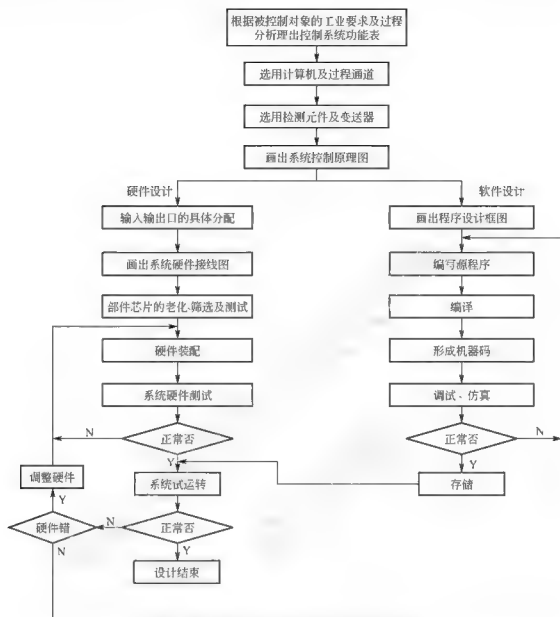 根据被控制对象的工业要求及过程
分析理出控制系统功能表
选用计算机及过程通道
选用检测元件及变送器
画出系统控制原理图
硬件设计
软件设计
输入输出口的具体分配
画出程序设计框图
画出系统硬件接线图
编写源程序
部件芯片的老化·筛选及测试
编译
硬件装配
形成机器码
系统硬件测试
调试·仿真
N
正常否
正常否
N
Y
Y
调整硬件
系统试运转
存储
Y
硬件错
N
正常否
N
Y
设计结束